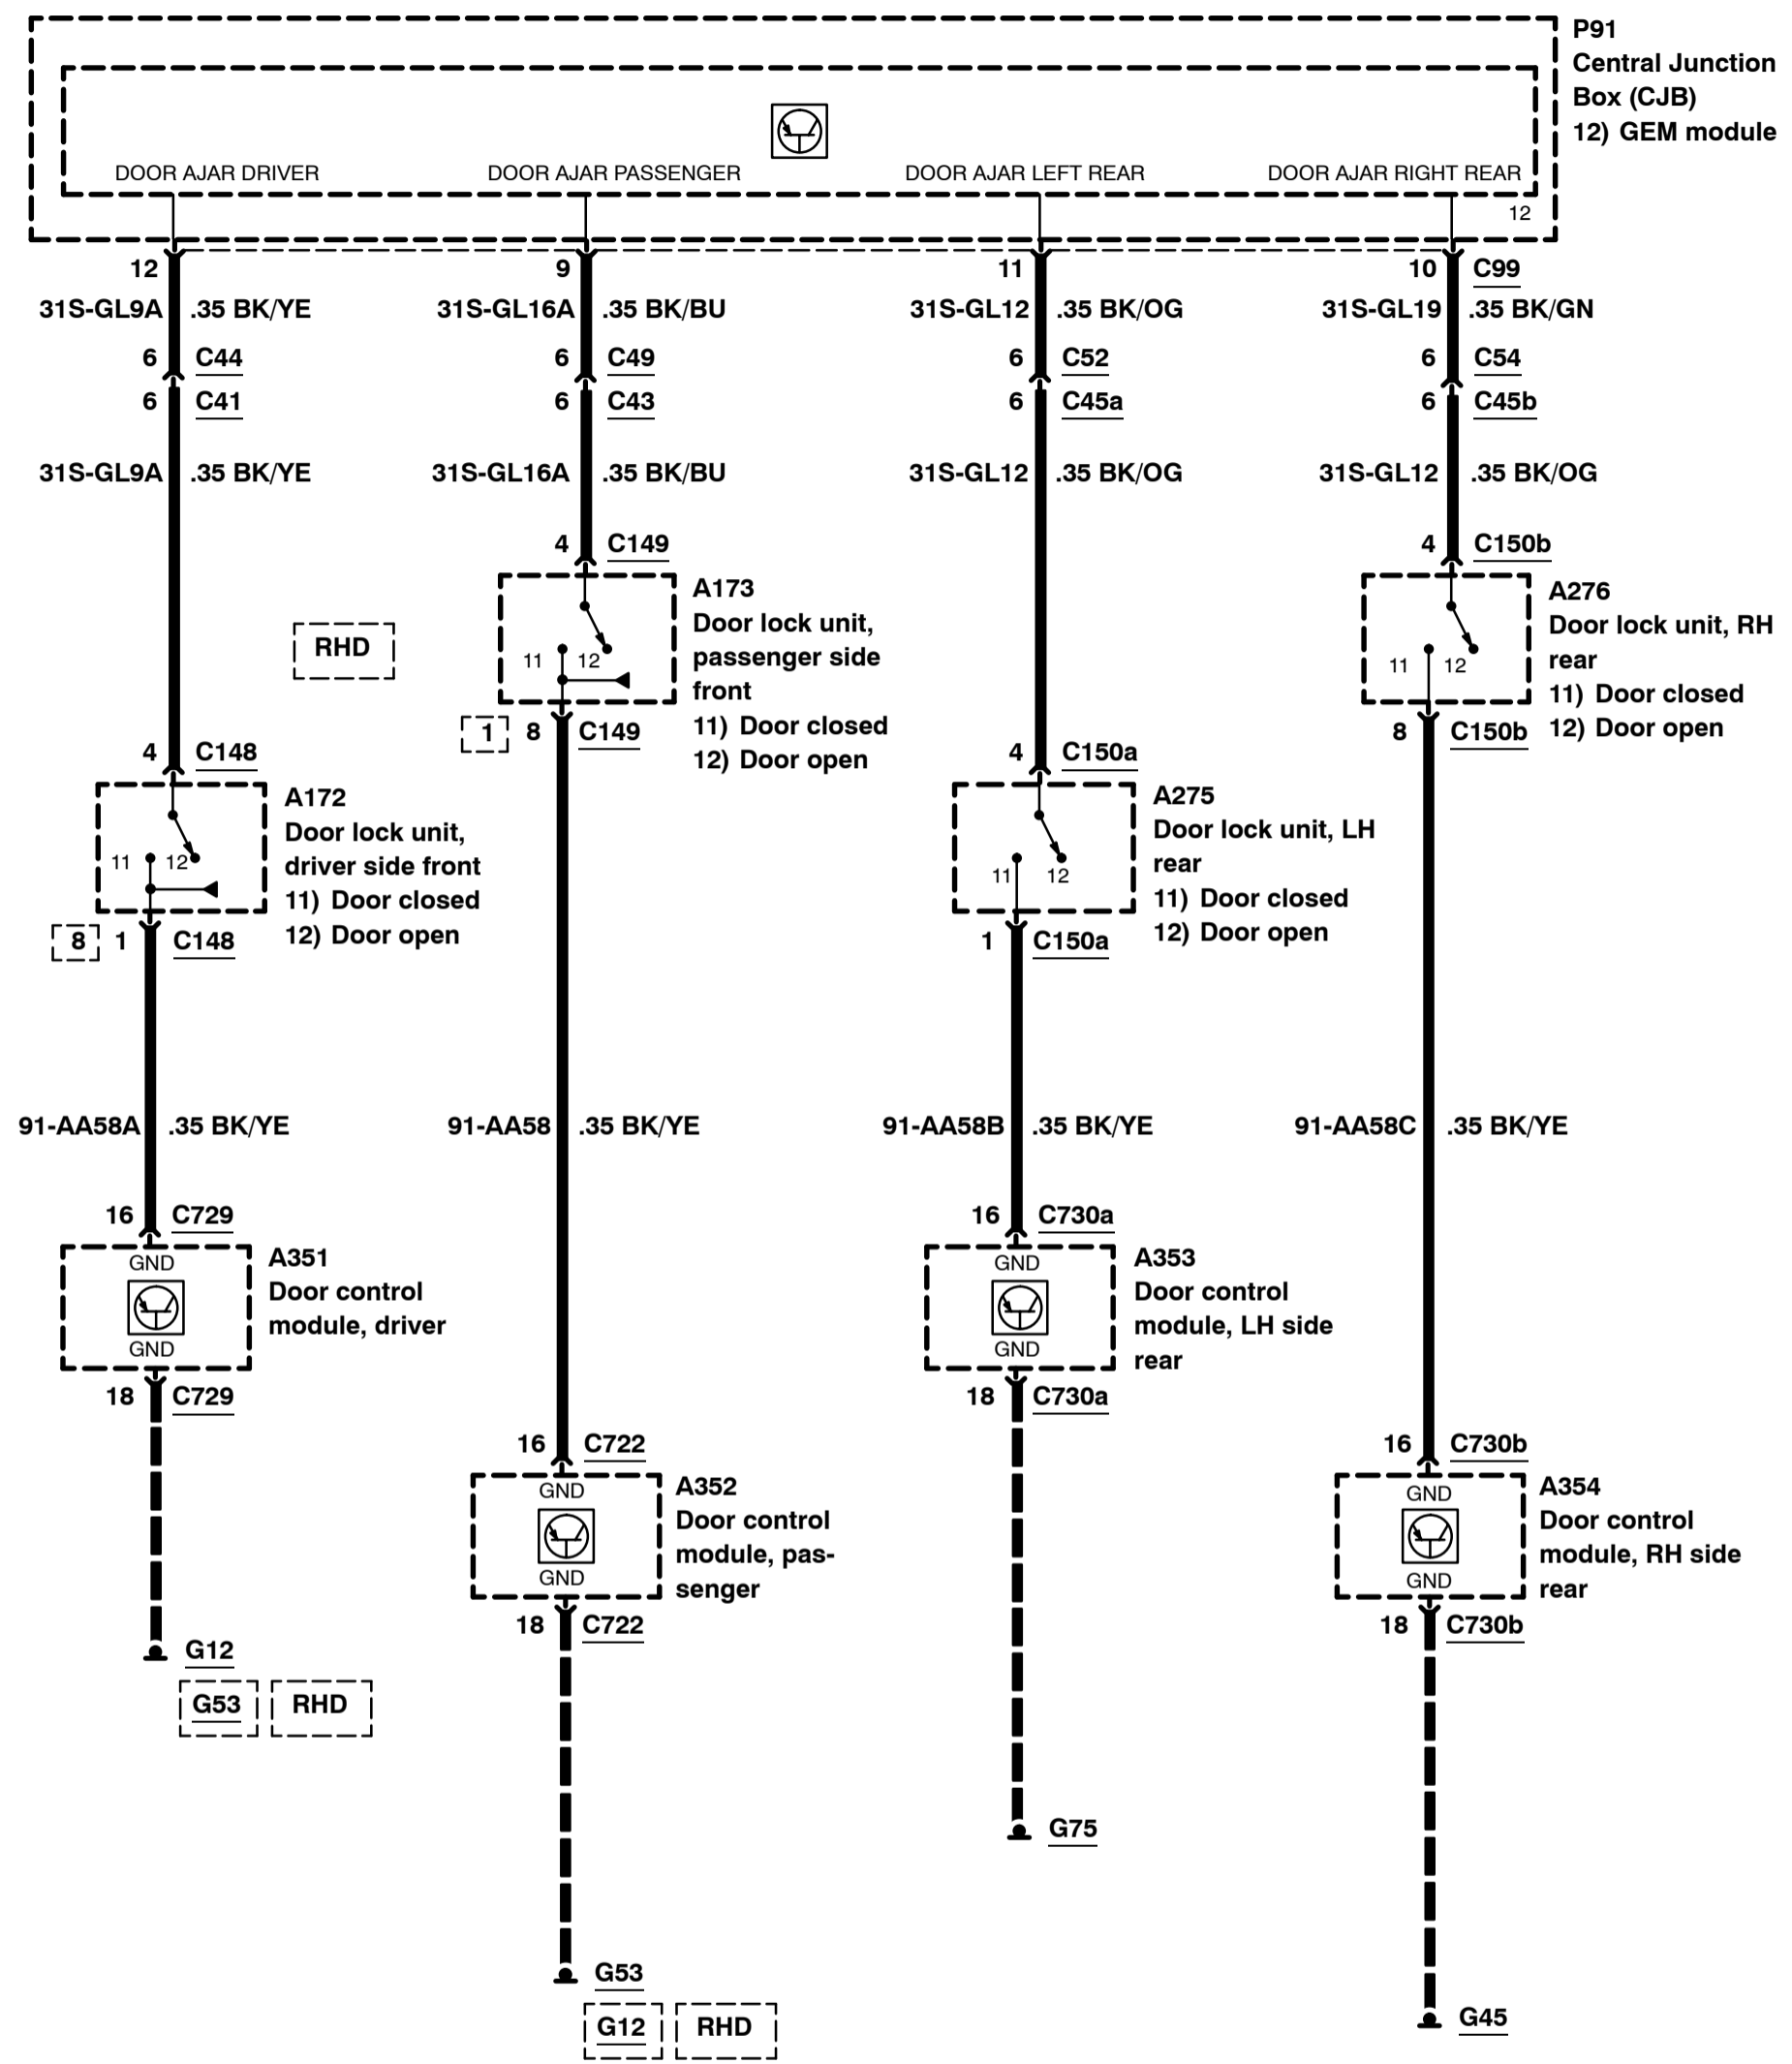 P91
Central Junction
Box (CJB)
12) GEM module
DOOR AJAR DRIVER
DOOR AJAR PASSENGER
DOOR AJAR LEFT REAR
DOOR AJAR RIGHT REAR
12
12
9
11
10 C99
31S-GL9A .35 BK/YE
31S-GL16A .35 BK/BU
31S-GL12 .35 BK/OG
31S-GL19 .35 BK/GN
6 C44
6 C49
6 C52
6 C54
6 C41
6 C43
6 C45a
6 C45b
31S-GL9A .35 BK/YE
31S-GL16A .35 BK/BU
31S-GL12 .35 BK/OG
31S-GL12 .35 BK/OG
4 C149
4 C150b
RHD
11 12
A173
Door lock unit,
passenger side
front
11) Door closed
12) Door open
11 12
A276
Door lock unit, RH
rear
11) Door closed
12) Door open
1 8 C149
8 C150b
4 C148
4 C150a
11 12
A172
Door lock unit,
driver side front
11) Door closed
12) Door open
11 12
A275
Door lock unit, LH
rear
11) Door closed
12) Door open
8 1 C148
1 C150a
91-AA58A .35 BK/YE
91-AA58 .35 BK/YE
91-AA58B .35 BK/YE
91-AA58C .35 BK/YE
16 C729
16 C730a
GND
GND
A351
Door control
module, driver
GND
GND
A353
Door control
module, LH side
rear
18 C729
18 C730a
16 C722
16 C730b
GND
GND
A352
Door control
module, pas-
senger
GND
GND
A354
Door control
module, RH side
rear
18 C722
18 C730b
G12
G53 RHD
G75
G53
G12 RHD
G45